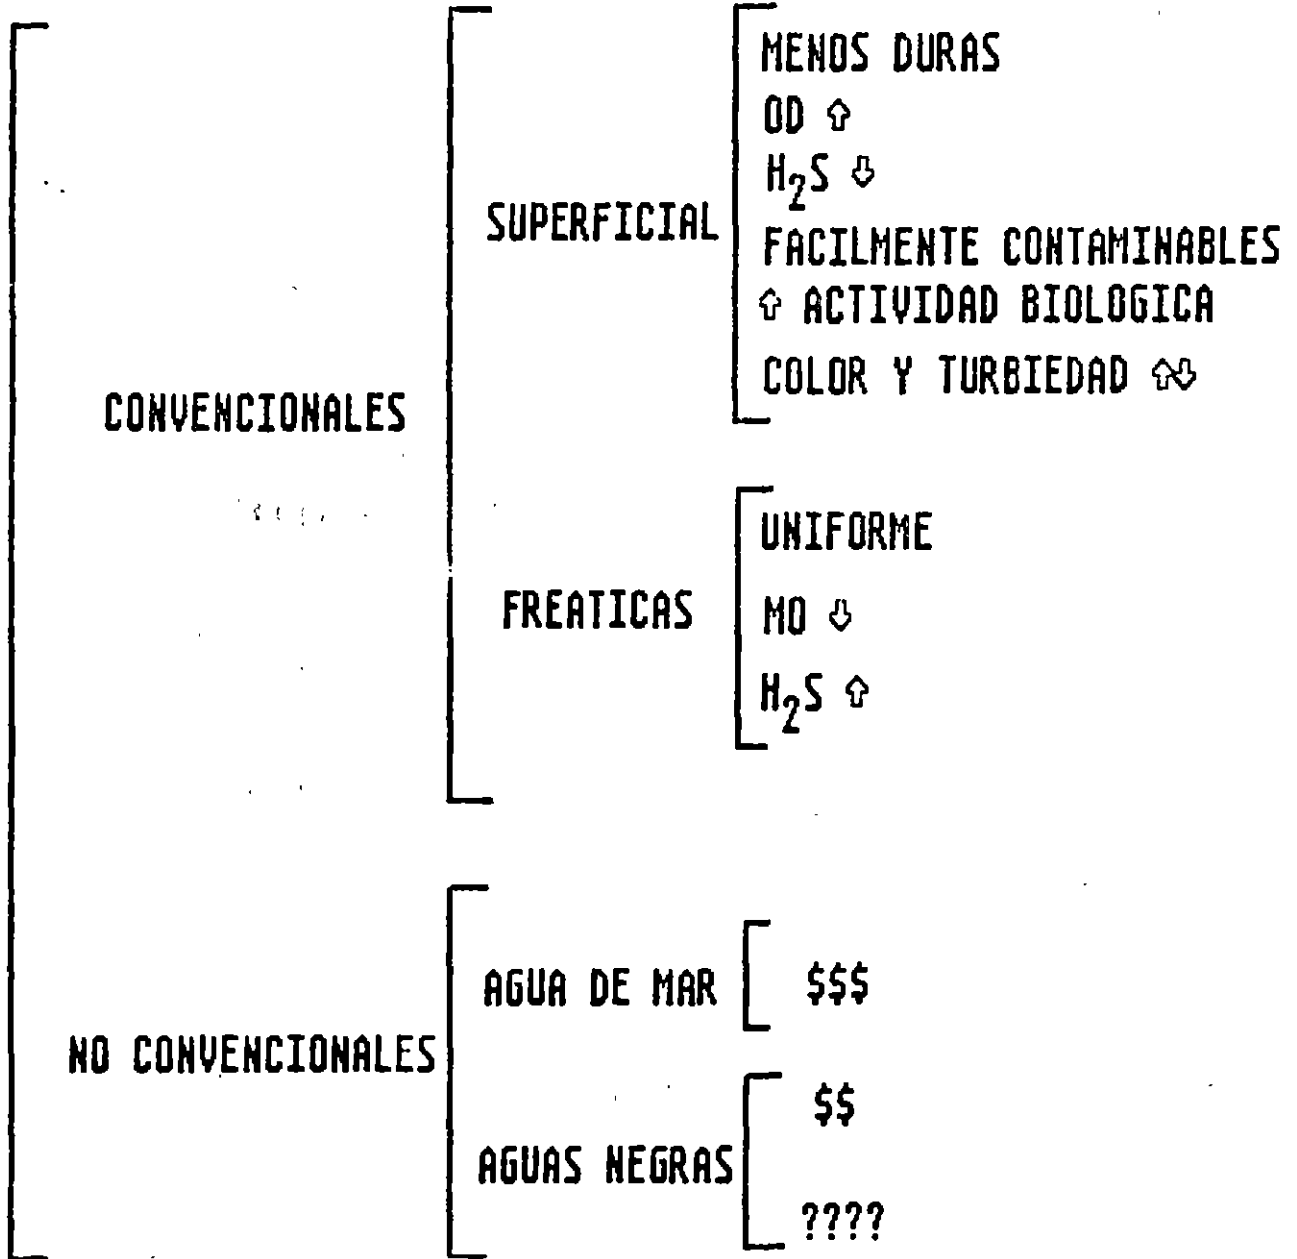 CONVENCIONALES
SUPERFICIAL
MENOS DURAS
OD ⇧
H₂S ⇩
FACILMENTE CONTAMINABLES
⇧ ACTIVIDAD BIOLOGICA
COLOR Y TURBIEDAD ⇧⇩
FREATICAS
UNIFORME
MO ⇩
H₂S ⇧
NO CONVENCIONALES
AGUA DE MAR
$$$
AGUAS NEGRAS
$$
????